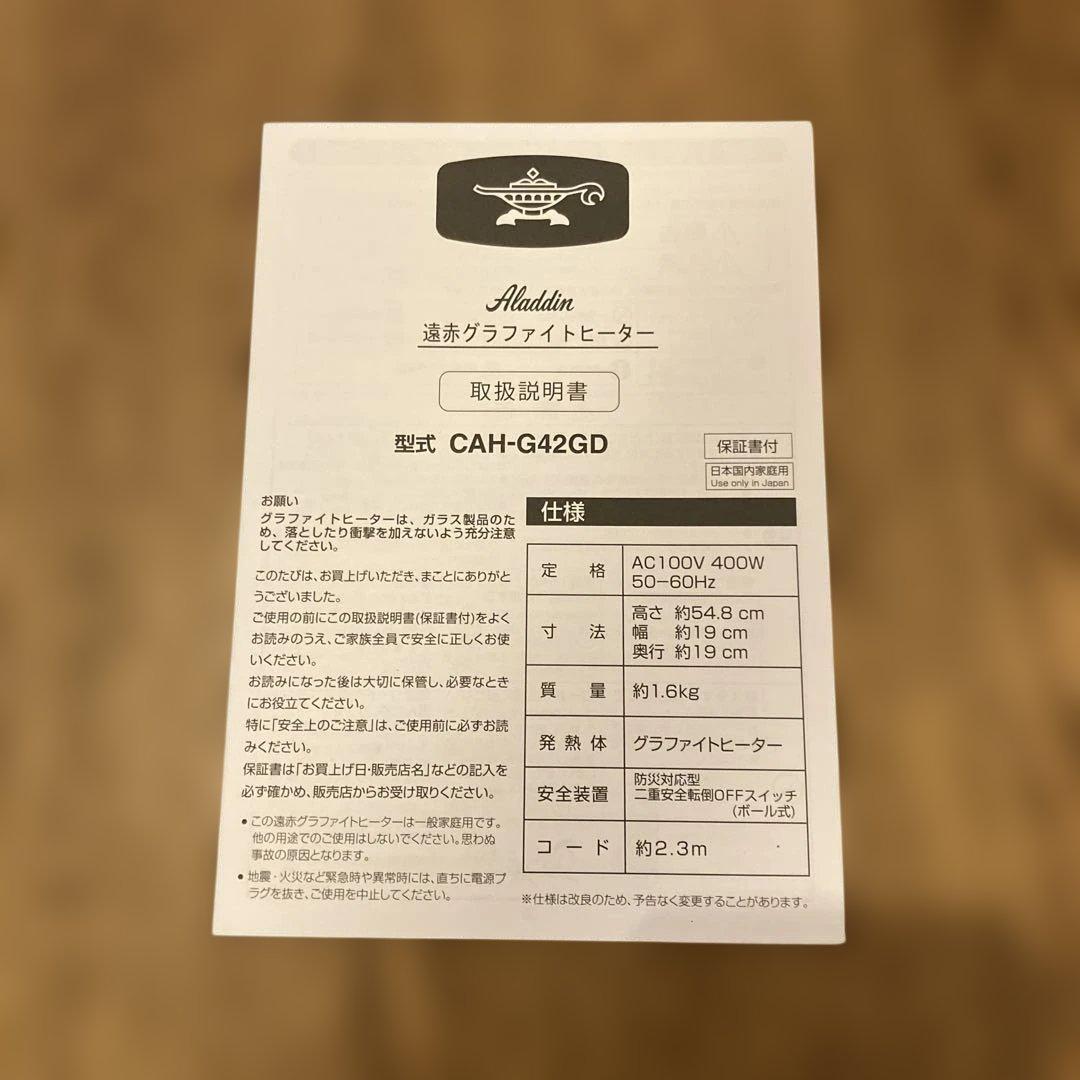 Aladdin
遠赤グラファイトヒーター
取扱説明書
型式 CAH-G42GD
保証書付
日本国内家庭用
Use only in Japan
お願い
グラファイトヒーターは、ガラス製品のた
め、落としたり衝撃を加えないよう充分注意
してください。
このたびは、お買上げいただき、まことにありがと
うございました。
ご使用の前にこの取扱説明書(保証書付)をよく
お読みのうえ、ご家族全員で安全に正しくお使
いください。
お読みになった後は大切に保管し、必要なとき
にお役立てください。
特に「安全上のご注意」は、ご使用前に必ずお読
みください。
保証書は「お買上げ日・販売店名」などの記入を
必ず確かめ、販売店からお受け取りください。
● この遠赤グラファイトヒーターは一般家庭用です。
他の用途でのご使用はしないでください。思わぬ
事故の原因となります。
● 地震・火災など緊急時や異常時には、直ちに電源プ
ラグを抜き、ご使用を中止してください。
仕様
定格 AC100V 400W
50−60Hz
寸法 高さ 約54.8 cm
幅 約19 cm
奥行 約19 cm
質量 約1.6kg
発熱体 グラファイトヒーター
安全装置 防災対応型
二重安全転倒OFFスイッチ
(ボール式)
コード 約2.3m
※仕様は改良のため、予告なく変更することがあります。